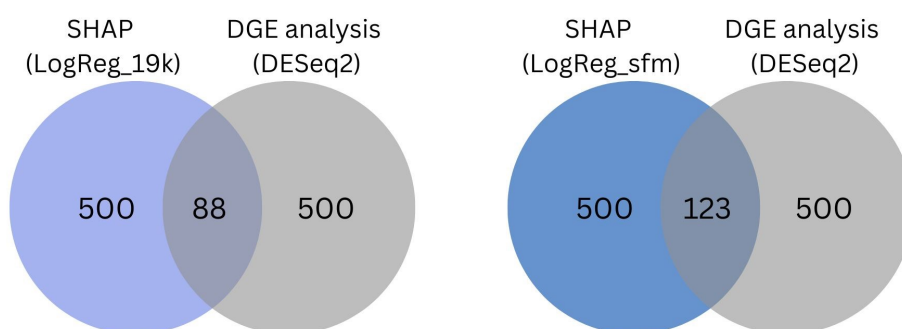 SHAP
(LogReg_19k)
DGE analysis
(DESeq2)
500
88
500
SHAP
(LogReg_sfm)
DGE analysis
(DESeq2)
500
123
500